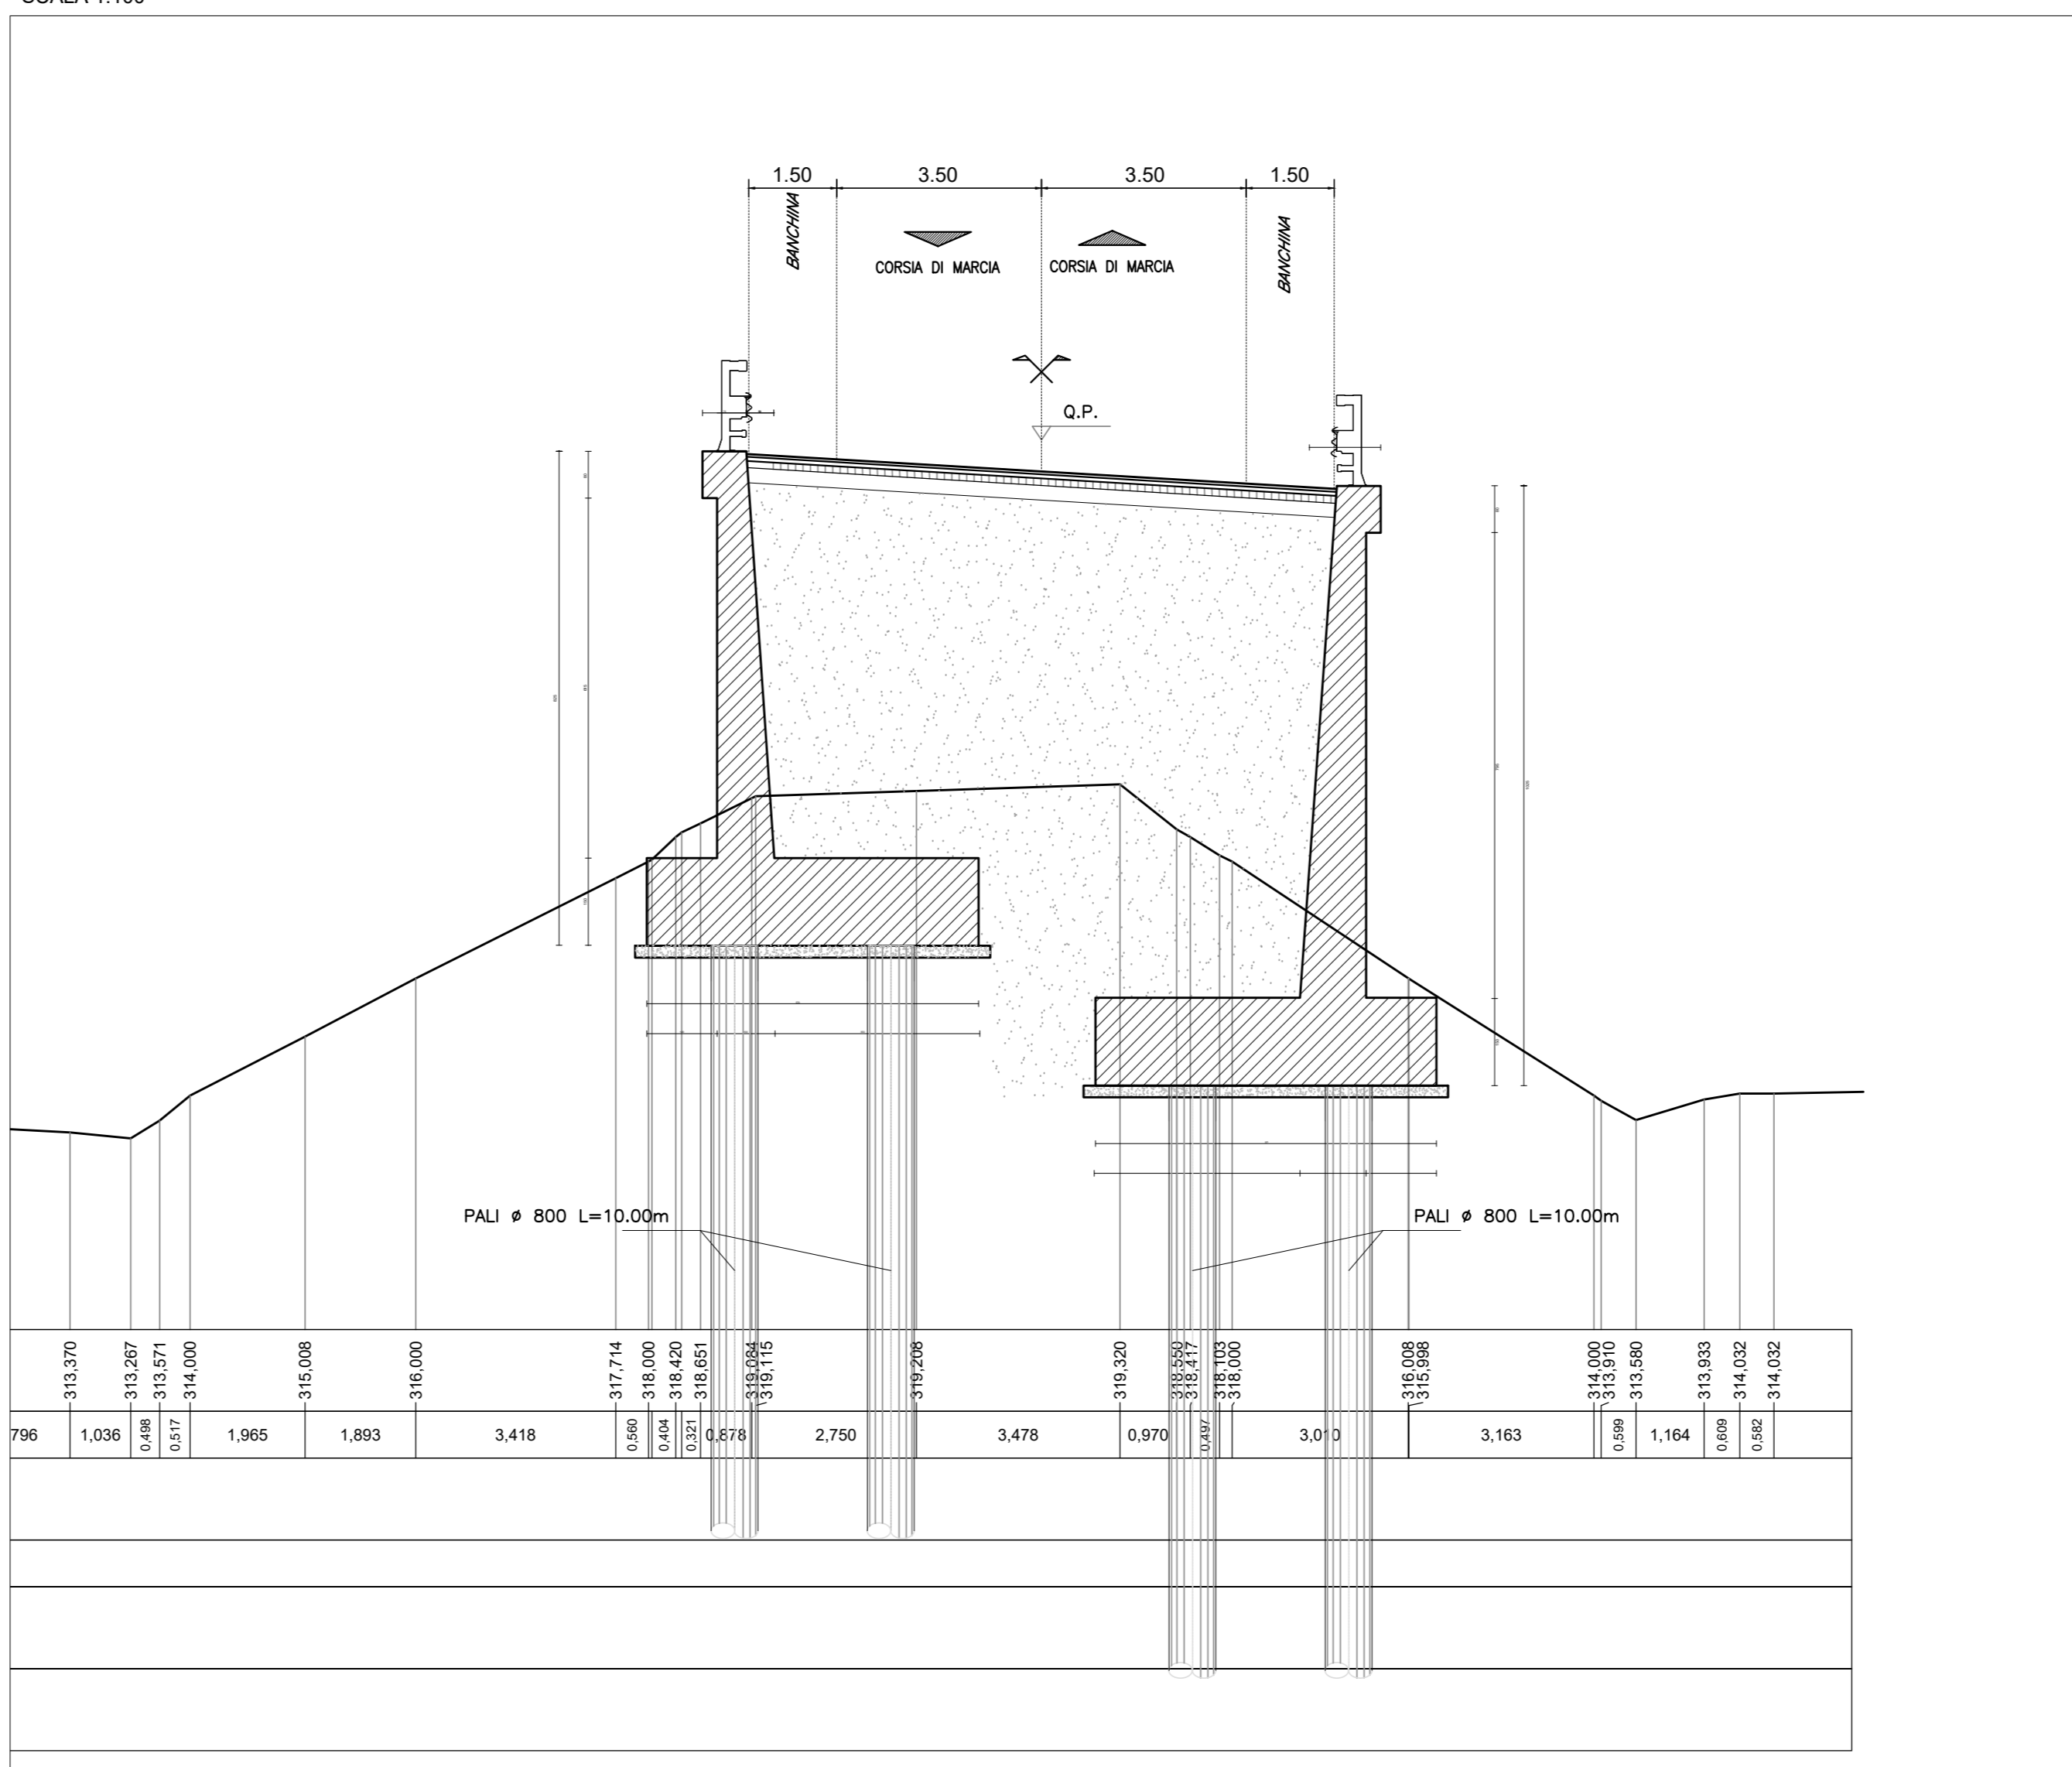 1.50 3.50 3.50 1.50
BANCHINA
BANCHINA
CORSIA DI MARCIA
CORSIA DI MARCIA
Q.P.
PALI ø 800 L=10.00m
PALI ø 800 L=10.00m
313,370 313,267 313,571 314,000 315,008 316,000 317,714 318,000 318,420 318,651 319,084 319,115 319,208 319,320 318,550 318,417 318,103 318,000 316,008 315,998 314,000 313,910 313,580 313,933 314,032 314,032
796 1,036 0,498 0,517 1,965 1,893 3,418 0,560 0,404 0,321 0,878 2,750 3,478 0,970 0,497 3,010 3,163 0,599 1,164 0,609 0,582